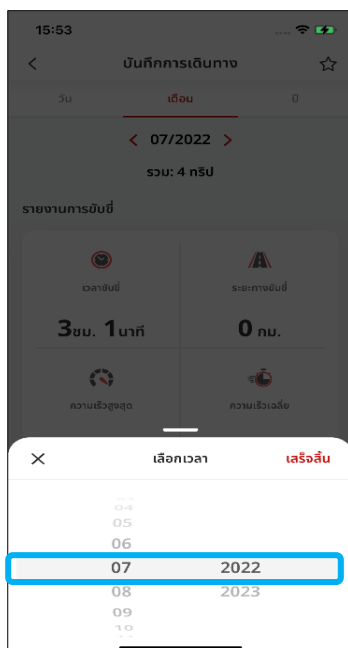 15:53
บันทึกการเดินทาง
วัน เดือน ปี
07/2022
รวม: 4 ทริป
รายงานการขับขี่
เวลาขับขี่ ระยะทางขับขี่
3ชม. 1นาที 0 กม.
ความเร็วสูงสุด ความเร็วเฉลี่ย
เลือกเวลา เสร็จสิ้น
04
05
06
07 2022
08 2023
09
10